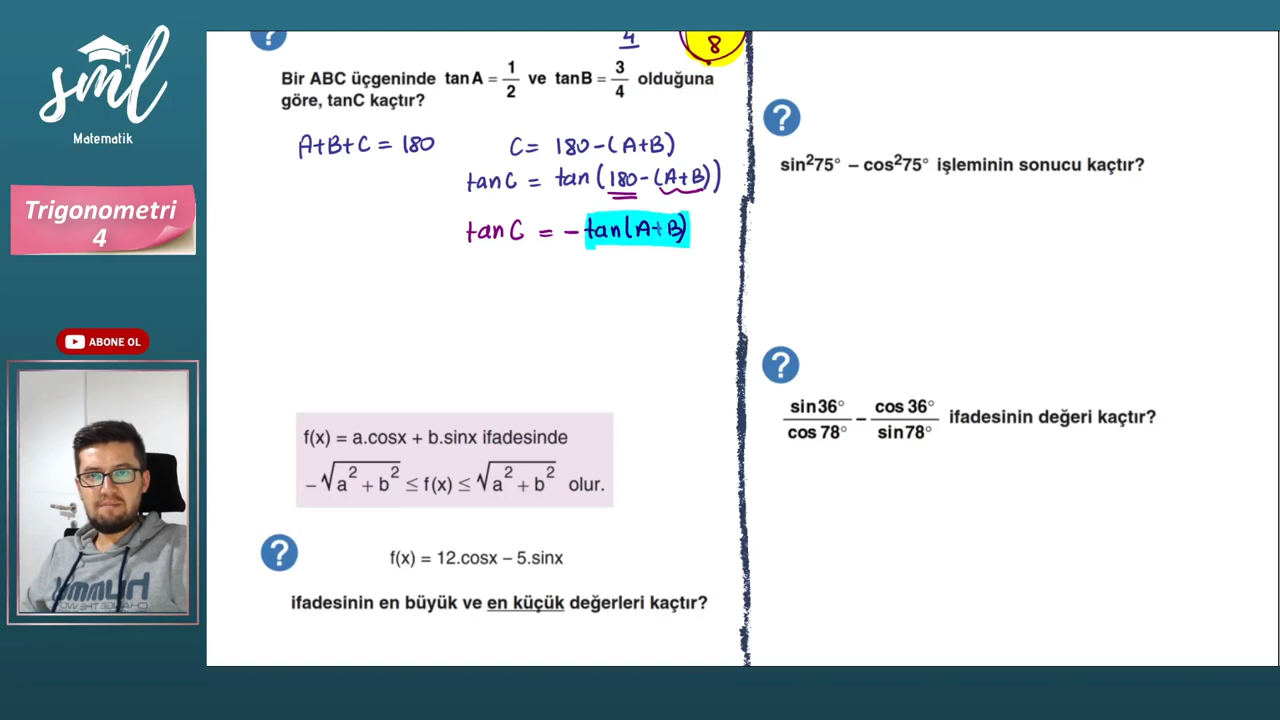 sml
Matematik
Trigonometri
4
ABONE OL
4
8
?
Bir ABC üçgeninde tanA = 1/2 ve tanB = 3/4 olduğuna
göre, tanC kaçtır?
A+B+C = 180
C = 180-(A+B)
tanC = tan(180-(A+B))
tanC = -tan(A+B)
f(x) = a.cosx + b.sinx ifadesinde
-√(a²+b²) ≤ f(x) ≤ √(a²+b²) olur.
?
f(x) = 12.cosx – 5.sinx
ifadesinin en büyük ve en küçük değerleri kaçtır?
?
sin²75° – cos²75° işleminin sonucu kaçtır?
?
sin36°/cos78° – cos36°/sin78° ifadesinin değeri kaçtır?